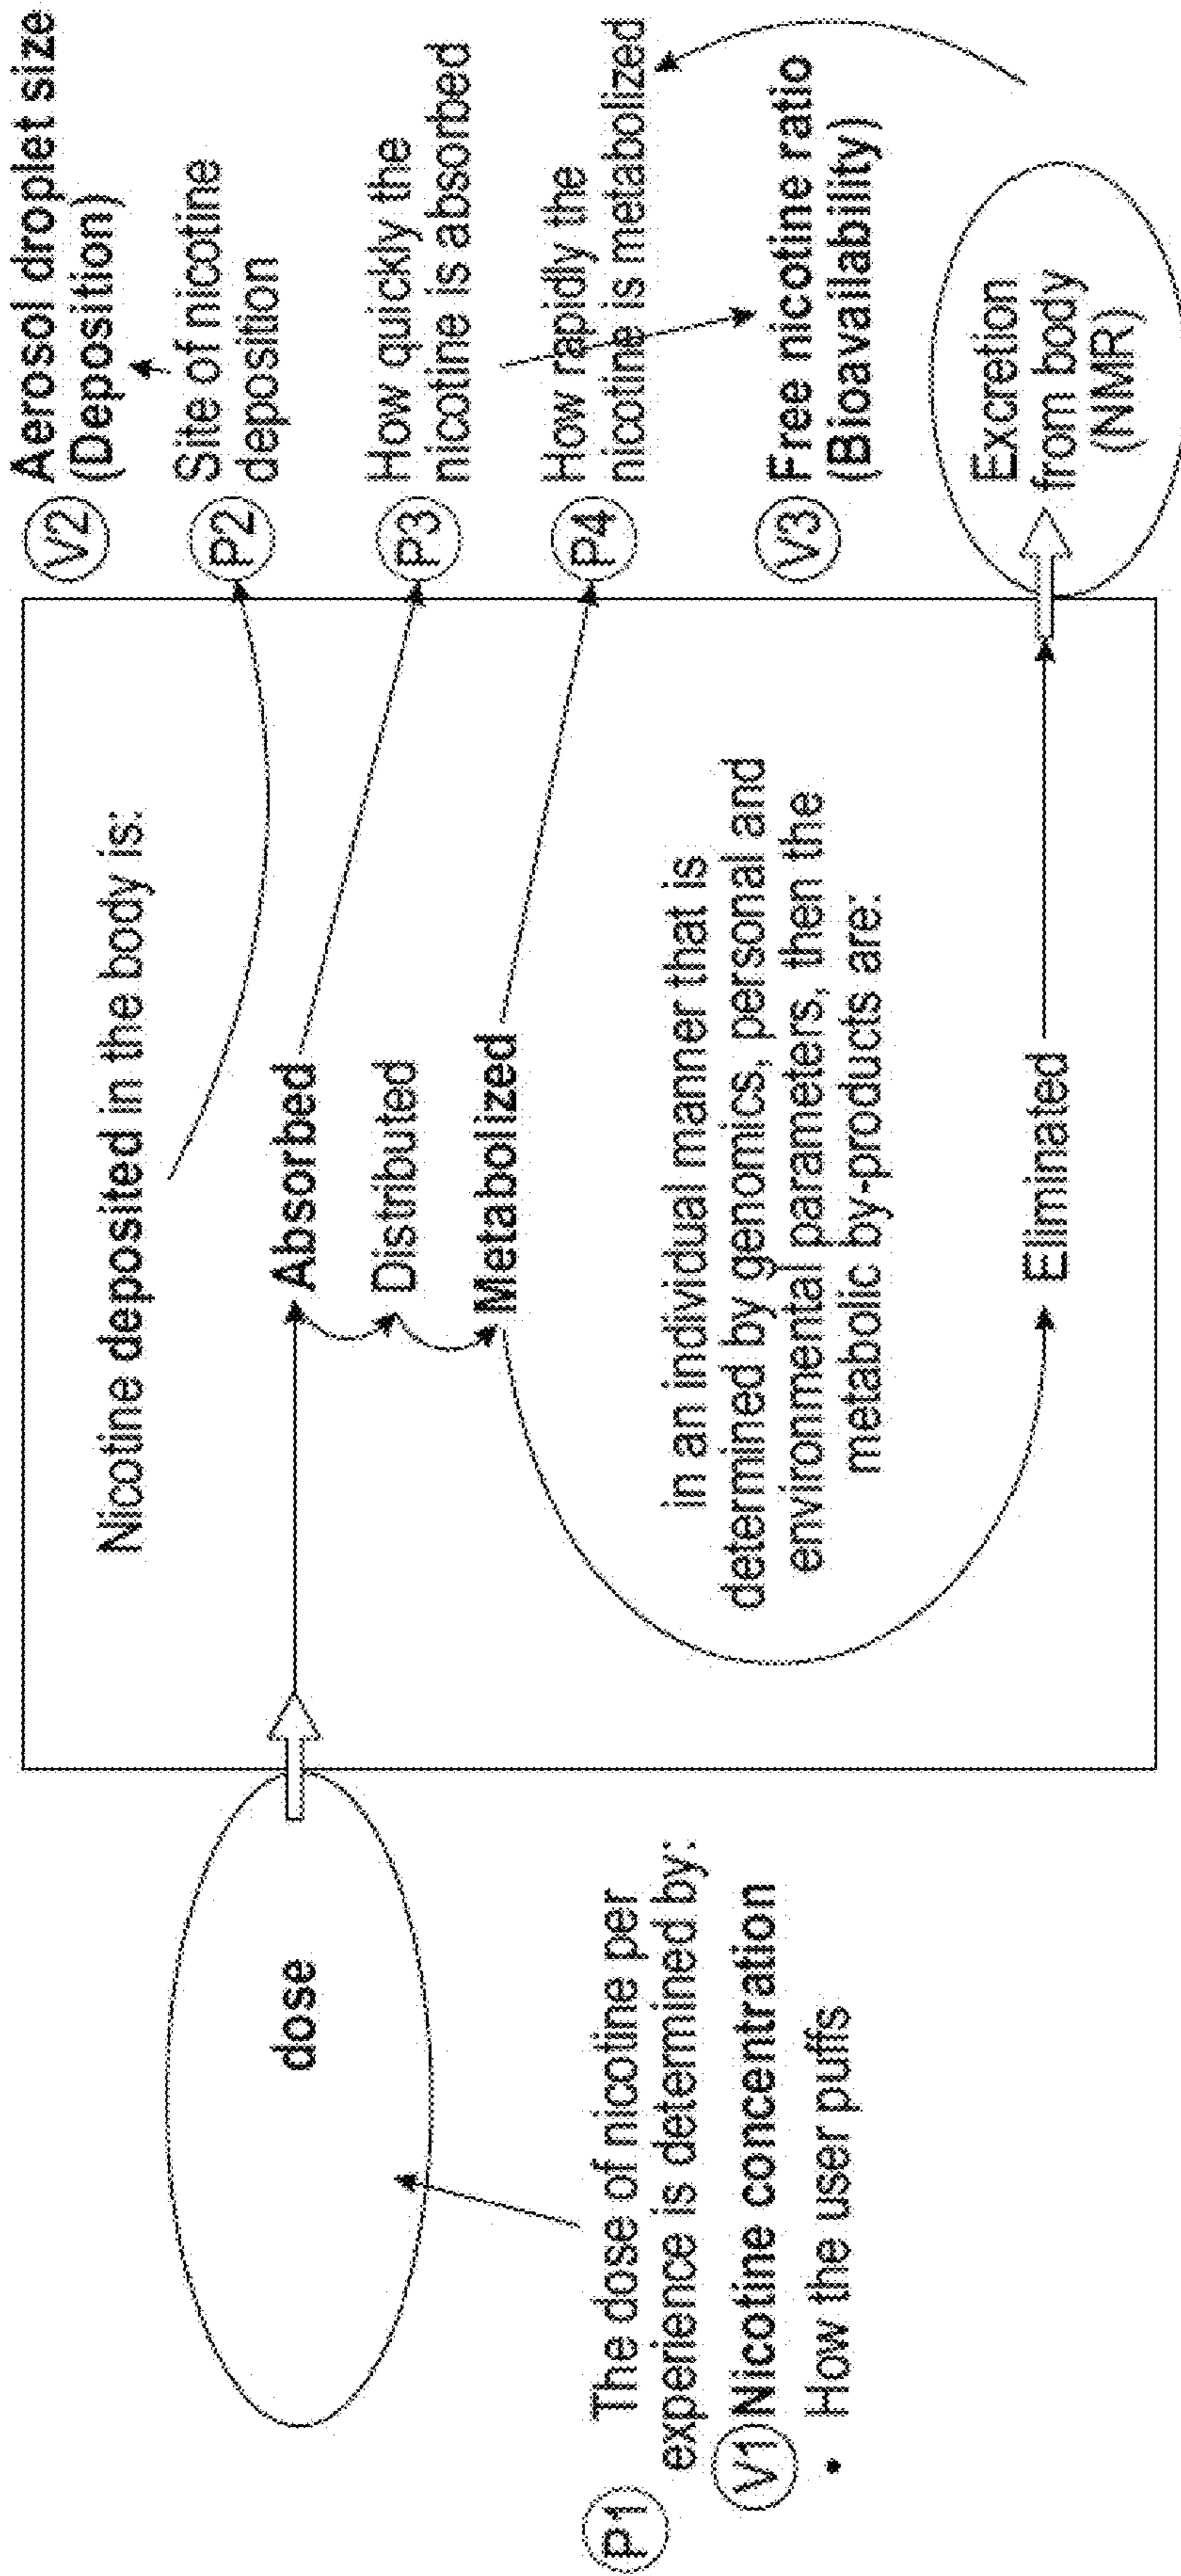 dose
P1
The dose of nicotine per
experience is determined by:
V1 Nicotine concentration
• How the user puffs
Nicotine deposited in the body is:
Absorbed
Distributed
Metabolized
in an individual manner that is
determined by genomics, personal and
environmental parameters, then the
metabolic by-products are:
Eliminated
V2 Aerosol droplet size
(Deposition)
P2 Site of nicotine
deposition
P3 How quickly the
nicotine is absorbed
P4 How rapidly the
nicotine is metabolized
V3 Free nicotine ratio
(Bioavailability)
Excretion
from body
(NMR)